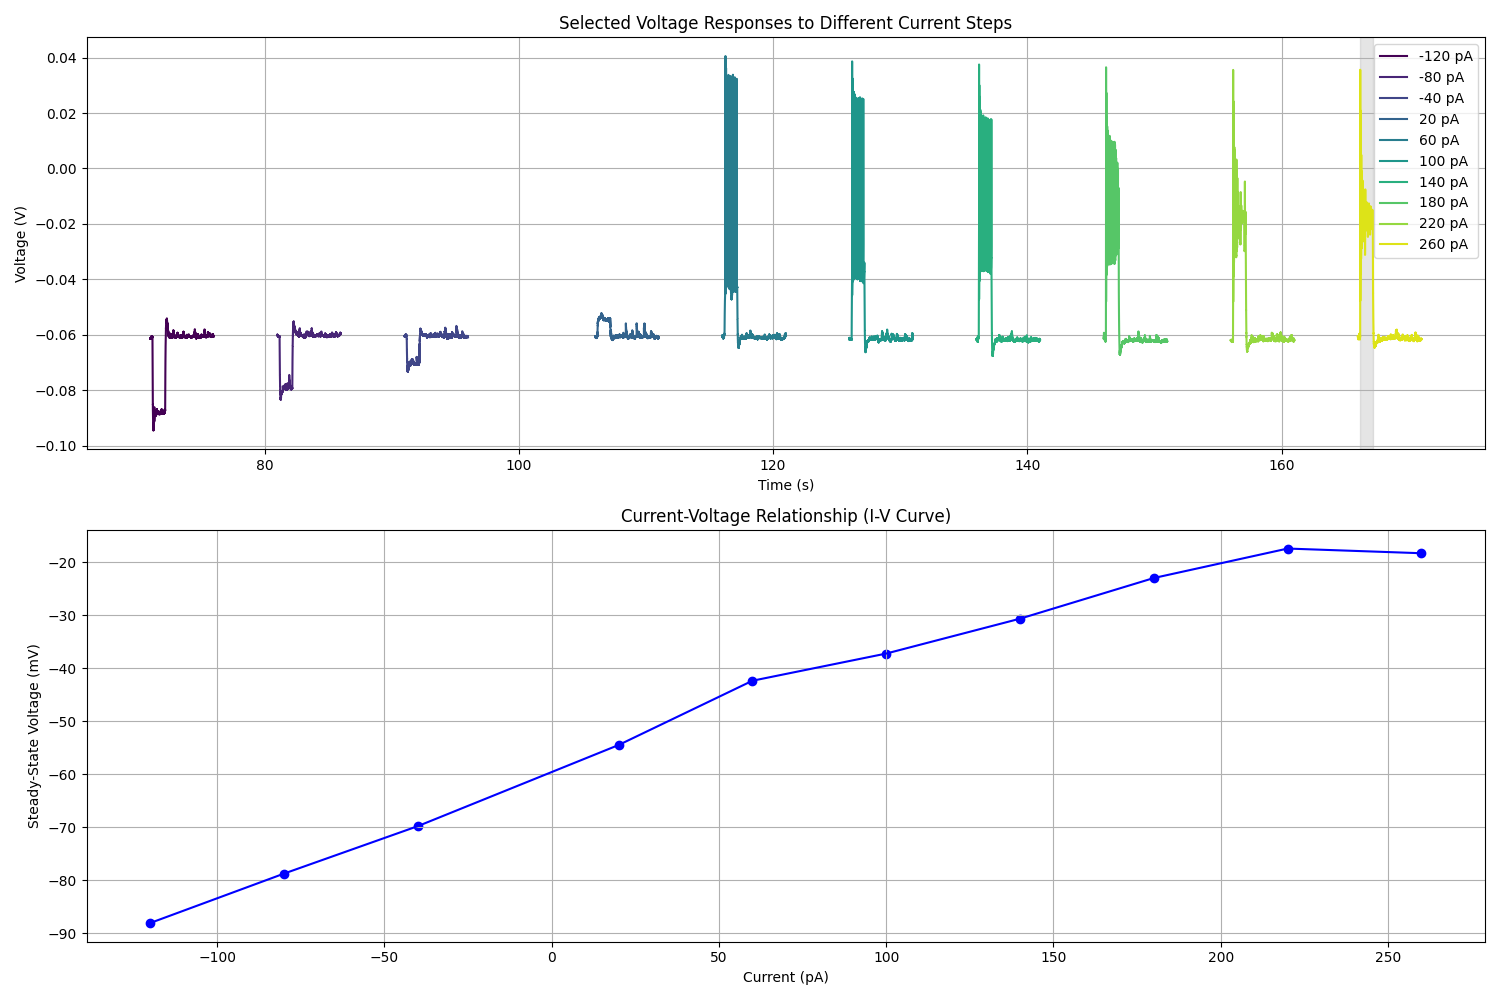 Selected Voltage Responses to Different Current Steps
0.04
0.02
0.00
−0.02
−0.04
−0.06
−0.08
−0.10
Voltage (V)
-120 pA
-80 pA
-40 pA
20 pA
60 pA
100 pA
140 pA
180 pA
220 pA
260 pA
80
100
120
140
160
Time (s)
Current-Voltage Relationship (I-V Curve)
−20
−30
−40
−50
−60
−70
−80
−90
Steady-State Voltage (mV)
−100
−50
0
50
100
150
200
250
Current (pA)